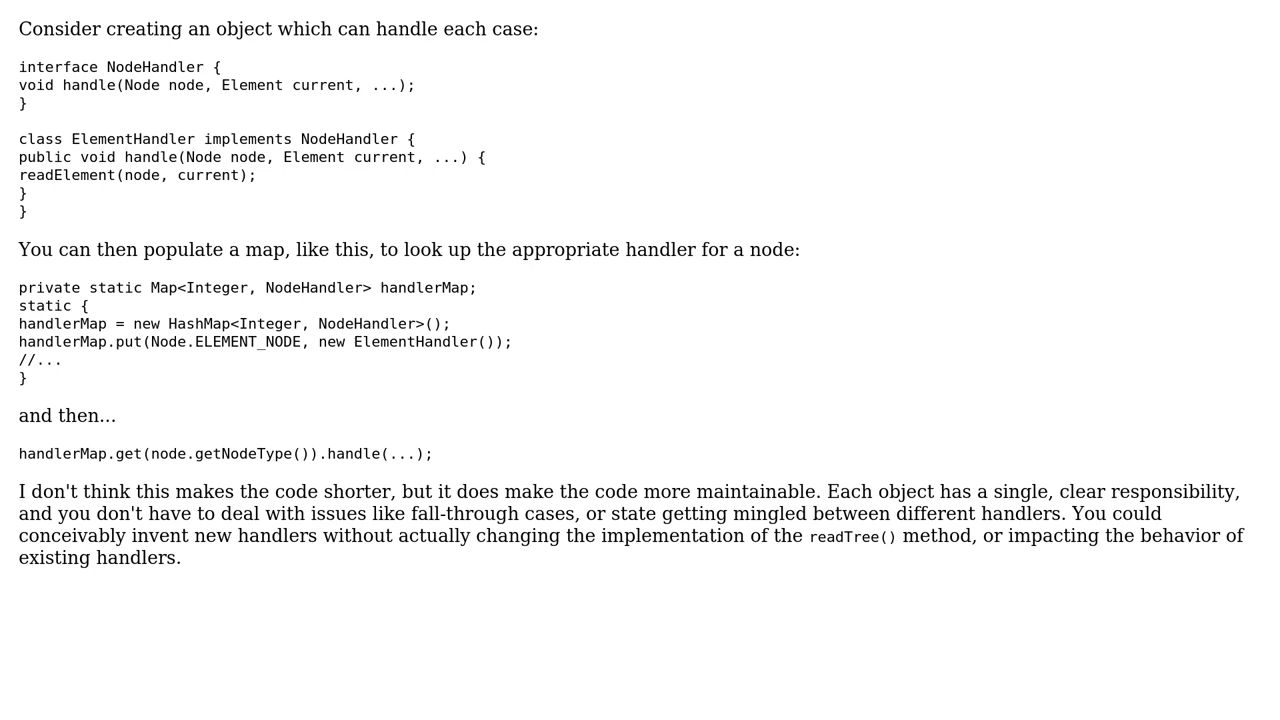 Consider creating an object which can handle each case:
interface NodeHandler {
void handle(Node node, Element current, ...);
}
class ElementHandler implements NodeHandler {
public void handle(Node node, Element current, ...) {
readElement(node, current);
}
}
You can then populate a map, like this, to look up the appropriate handler for a node:
private static Map<Integer, NodeHandler> handlerMap;
static {
handlerMap = new HashMap<Integer, NodeHandler>();
handlerMap.put(Node.ELEMENT_NODE, new ElementHandler());
//...
}
and then...
handlerMap.get(node.getNodeType()).handle(...);
I don't think this makes the code shorter, but it does make the code more maintainable. Each object has a single, clear responsibility,
and you don't have to deal with issues like fall-through cases, or state getting mingled between different handlers. You could
conceivably invent new handlers without actually changing the implementation of the readTree() method, or impacting the behavior of
existing handlers.